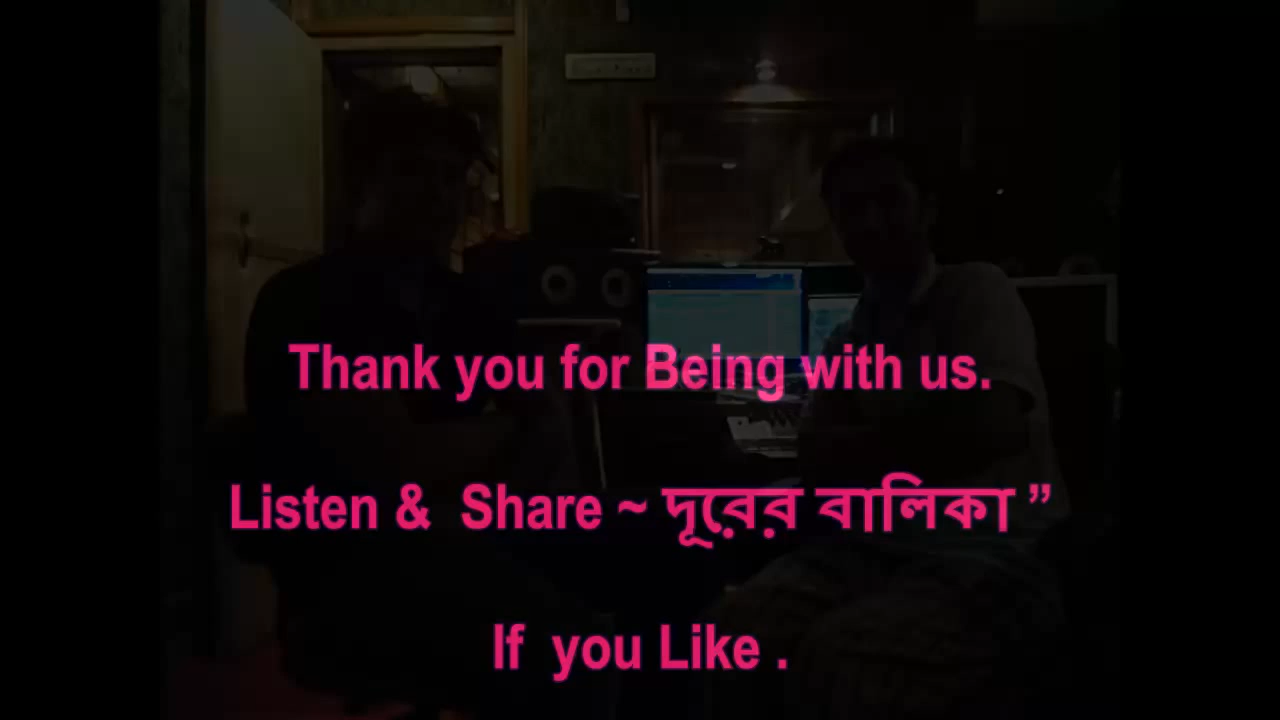 Thank you for Being with us.
Listen & Share ~ দূরের বালিকা ”
If you Like .